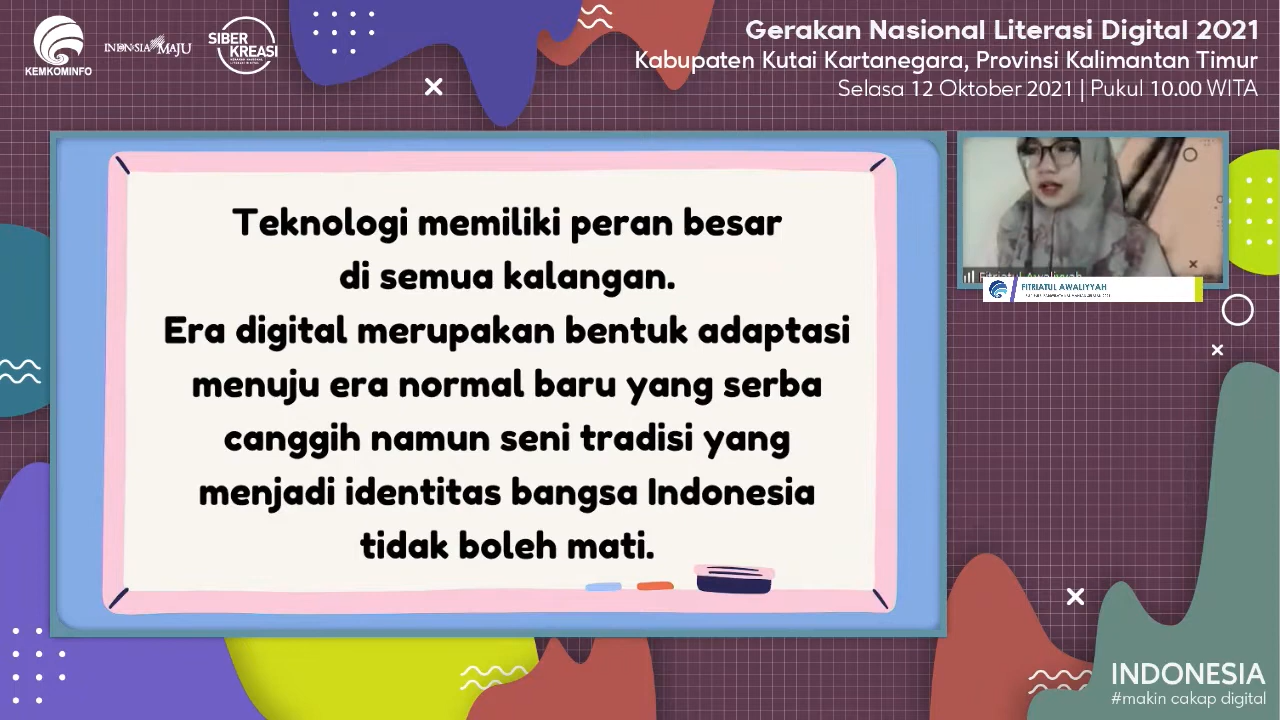 KEMKOMINFO
INDONESIA MAJU
SIBER
KREASI
Gerakan Nasional Literasi Digital 2021
Kabupaten Kutai Kartanegara, Provinsi Kalimantan Timur
Selasa 12 Oktober 2021 | Pukul 10.00 WITA
Teknologi memiliki peran besar
di semua kalangan.
Era digital merupakan bentuk adaptasi
menuju era normal baru yang serba
canggih namun seni tradisi yang
menjadi identitas bangsa Indonesia
tidak boleh mati.
Fitriatul Awaliyyah
FITRIATUL AWALIYYAH
INDONESIA
#makin cakap digital